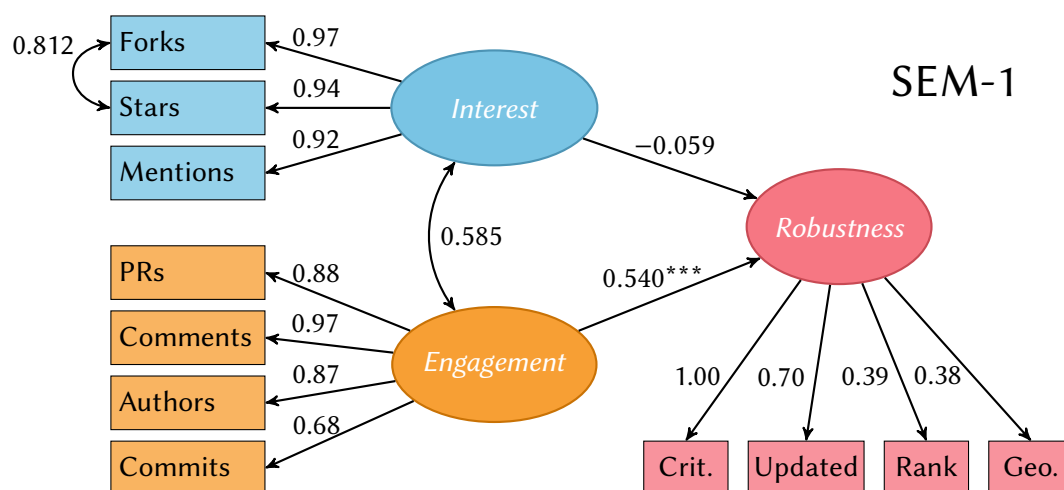 SEM-1
0.812
Forks
0.97
Stars
0.94
Mentions
0.92
Interest
−0.059
0.585
Robustness
PRs
0.88
Comments
0.97
Authors
0.87
Commits
0.68
Engagement
0.540***
1.00
0.70
0.39
0.38
Crit.
Updated
Rank
Geo.